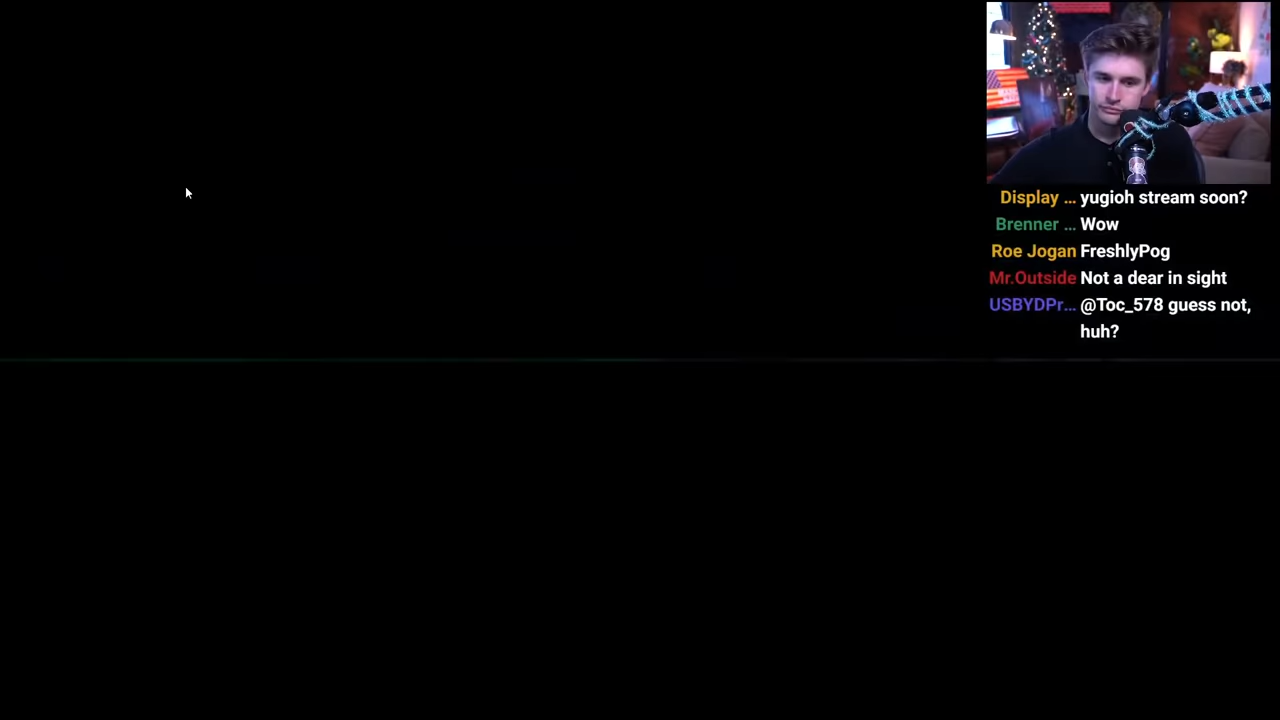 Display … yugioh stream soon?
Brenner … Wow
Roe Jogan FreshlyPog
Mr.Outside Not a dear in sight
USBYDPr… @Toc_578 guess not,
huh?